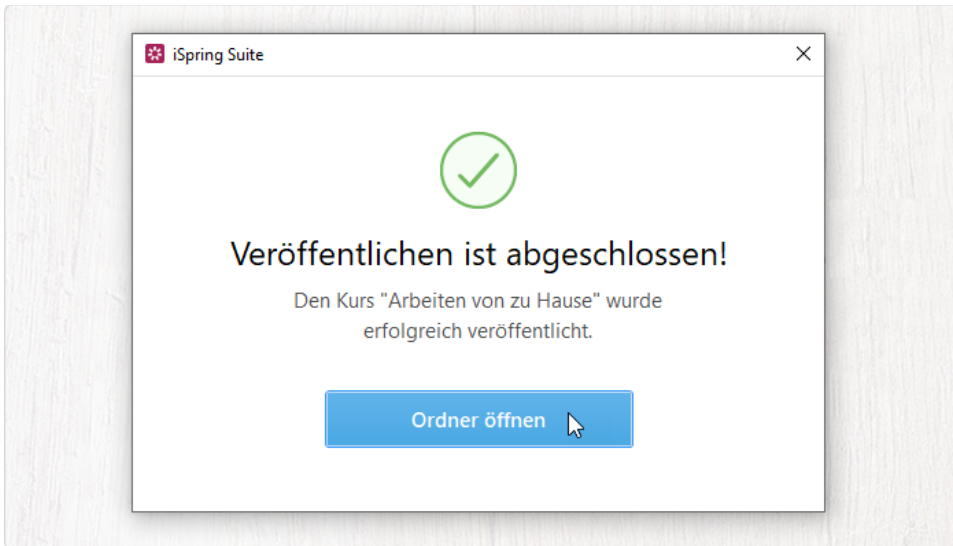 iSpring Suite
Veröffentlichen ist abgeschlossen!
Den Kurs "Arbeiten von zu Hause" wurde
erfolgreich veröffentlicht.
Ordner öffnen